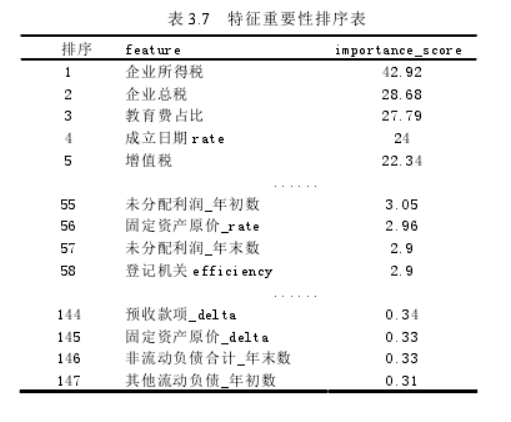 表 3.7 特征重要性排序表
排序 feature importance_score
1 企业所得税 42.92
2 企业总税 28.68
3 教育费占比 27.79
4 成立日期 rate 24
5 增值税 22.34
......
55 未分配利润_年初数 3.05
56 固定资产原价_rate 2.96
57 未分配利润_年末数 2.9
58 登记机关 efficiency 2.9
......
144 预收款项_delta 0.34
145 固定资产原价_delta 0.33
146 非流动负债合计_年末数 0.33
147 其他流动负债_年初数 0.31